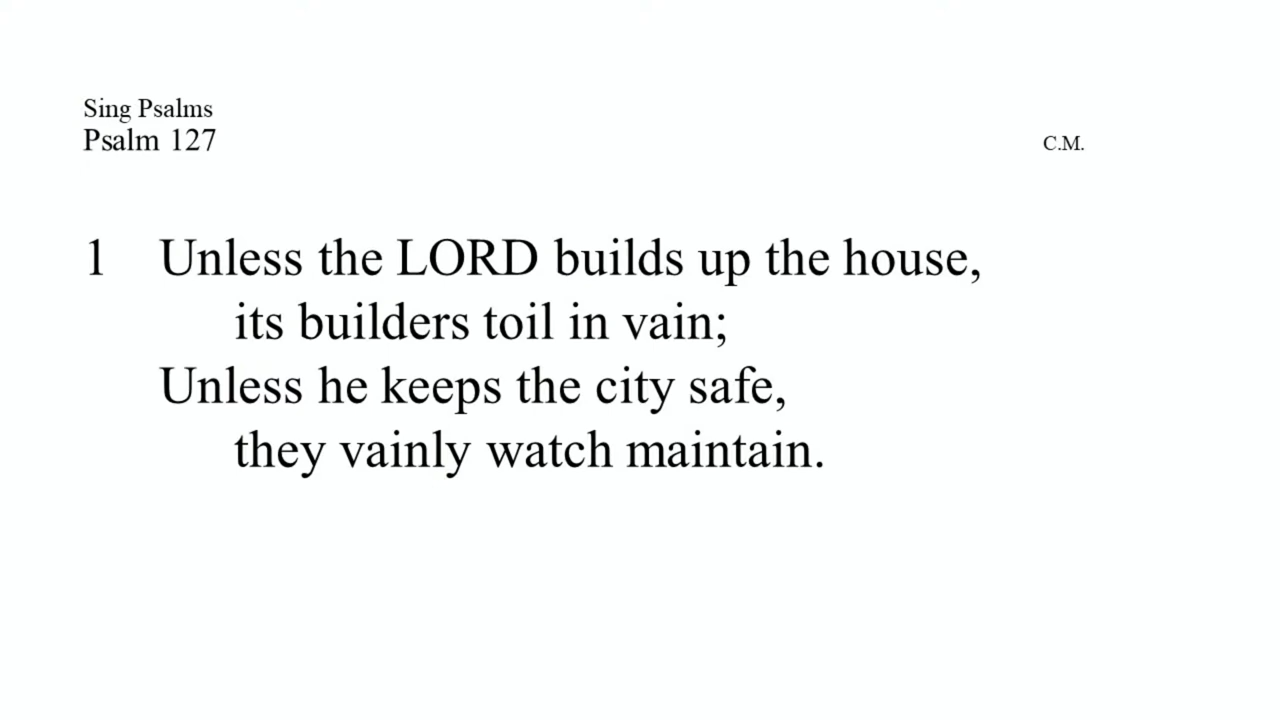 Sing Psalms
Psalm 127
C.M.
1 Unless the LORD builds up the house,
its builders toil in vain;
Unless he keeps the city safe,
they vainly watch maintain.